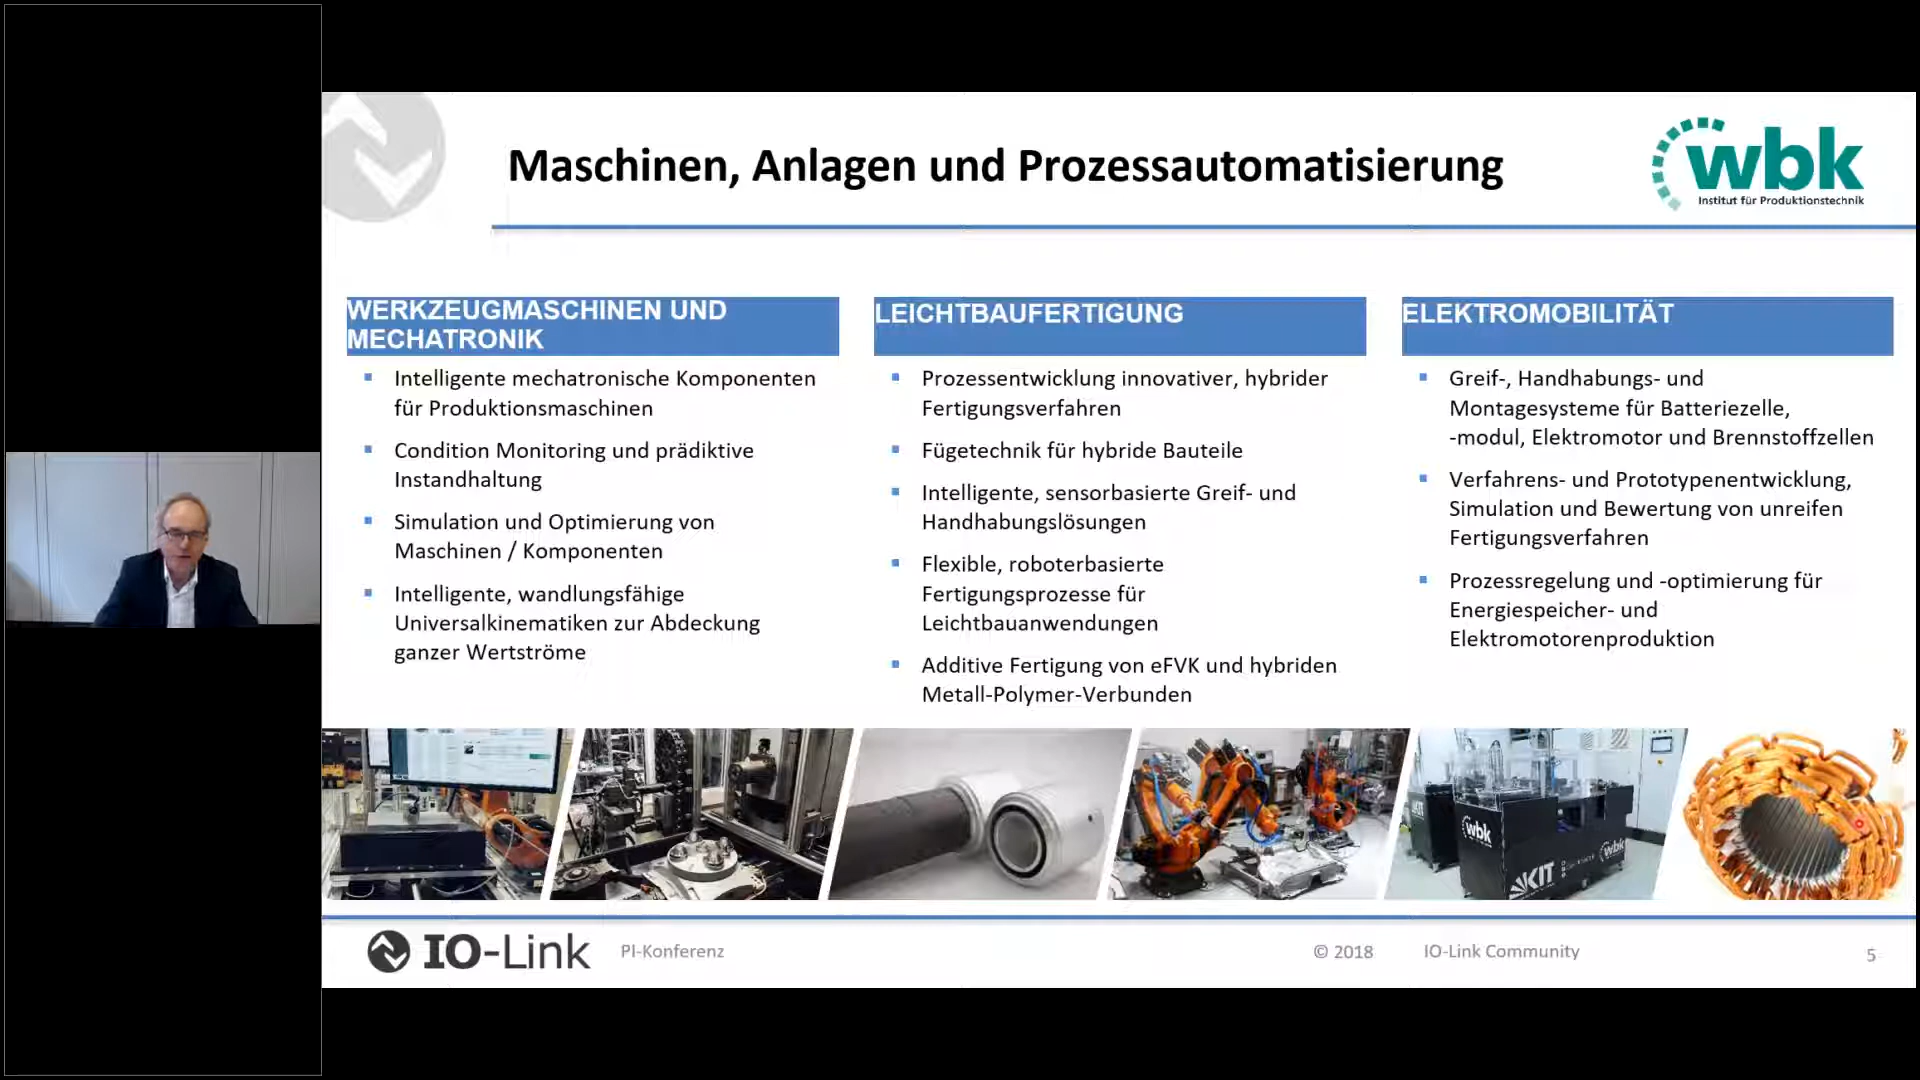 Maschinen, Anlagen und Prozessautomatisierung
wbk
Institut für Produktionstechnik
WERKZEUGMASCHINEN UND
MECHATRONIK
Intelligente mechatronische Komponenten
für Produktionsmaschinen
Condition Monitoring und prädiktive
Instandhaltung
Simulation und Optimierung von
Maschinen / Komponenten
Intelligente, wandlungsfähige
Universalkinematiken zur Abdeckung
ganzer Wertströme
LEICHTBAUFERTIGUNG
Prozessentwicklung innovativer, hybrider
Fertigungsverfahren
Fügetechnik für hybride Bauteile
Intelligente, sensorbasierte Greif- und
Handhabungslösungen
Flexible, roboterbasierte
Fertigungsprozesse für
Leichtbauanwendungen
Additive Fertigung von eFVK und hybriden
Metall-Polymer-Verbunden
ELEKTROMOBILITÄT
Greif-, Handhabungs- und
Montagesysteme für Batteriezelle,
-modul, Elektromotor und Brennstoffzellen
Verfahrens- und Prototypenentwicklung,
Simulation und Bewertung von unreifen
Fertigungsverfahren
Prozessregelung und -optimierung für
Energiespeicher- und
Elektromotorenproduktion
wbk
wbk
KIT
IO-Link
PI-Konferenz
© 2018
IO-Link Community
5